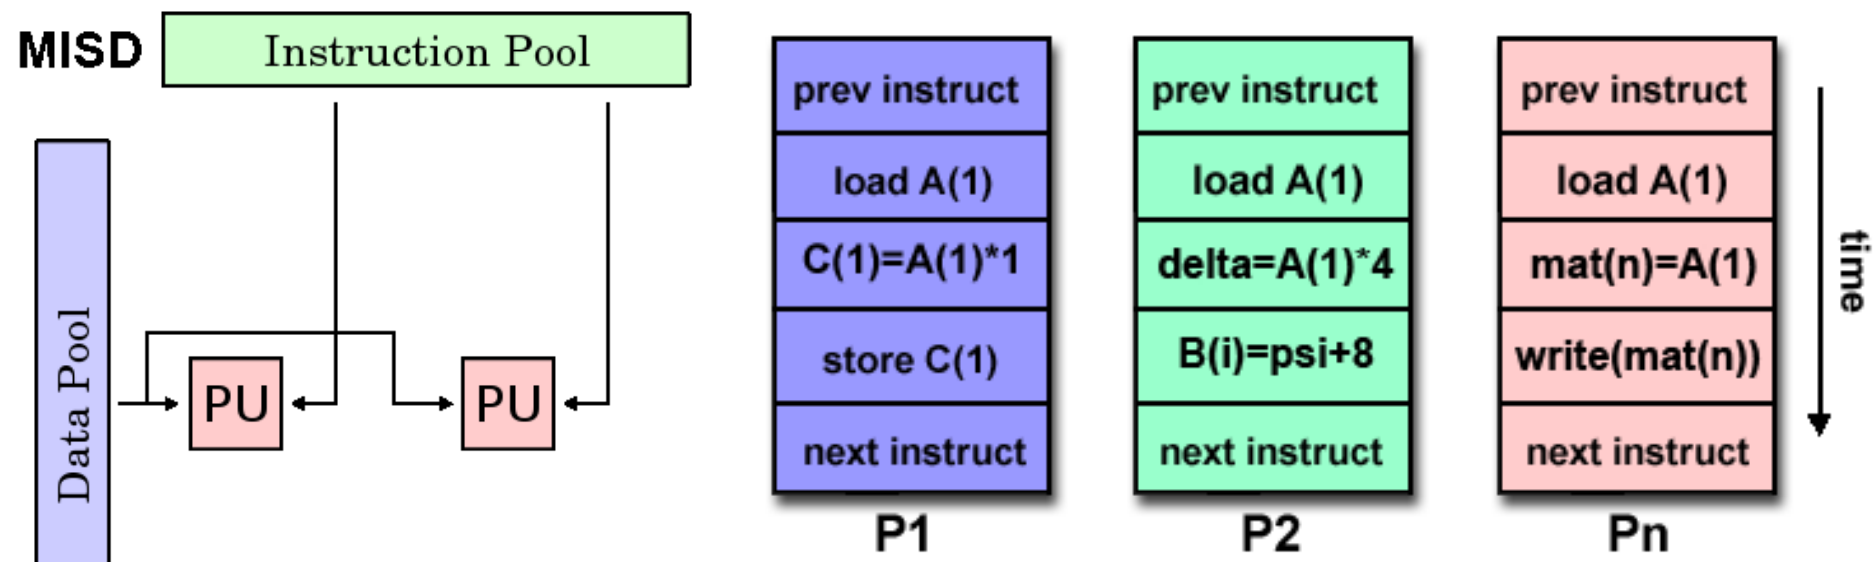 MISD
Instruction Pool
Data Pool
PU
PU
prev instruct
load A(1)
C(1)=A(1)*1
store C(1)
next instruct
P1
prev instruct
load A(1)
delta=A(1)*4
B(i)=psi+8
next instruct
P2
prev instruct
load A(1)
mat(n)=A(1)
write(mat(n))
next instruct
Pn
time